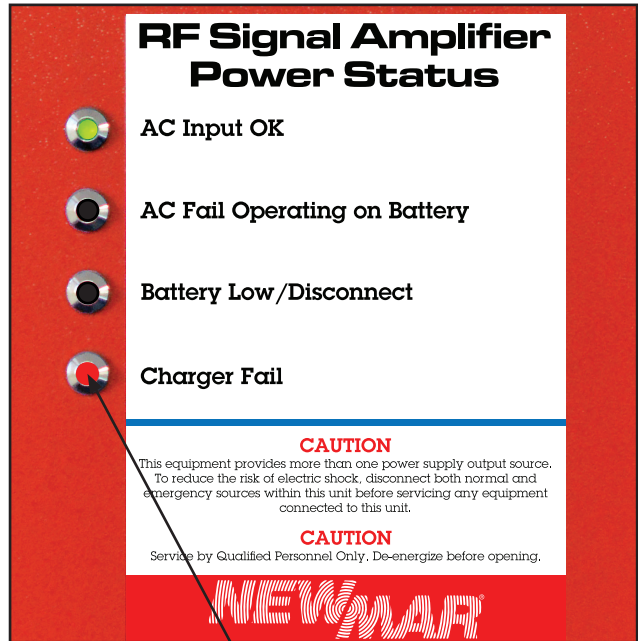 RF Signal Amplifier
Power Status
AC Input OK
AC Fail Operating on Battery
Battery Low/Disconnect
Charger Fail
CAUTION
This equipment provides more than one power supply output source.
To reduce the risk of electric shock, disconnect both normal and
emergency sources within this unit before servicing any equipment
connected to this unit.
CAUTION
Service by Qualified Personnel Only, De-energize before opening.
NEWMAR®